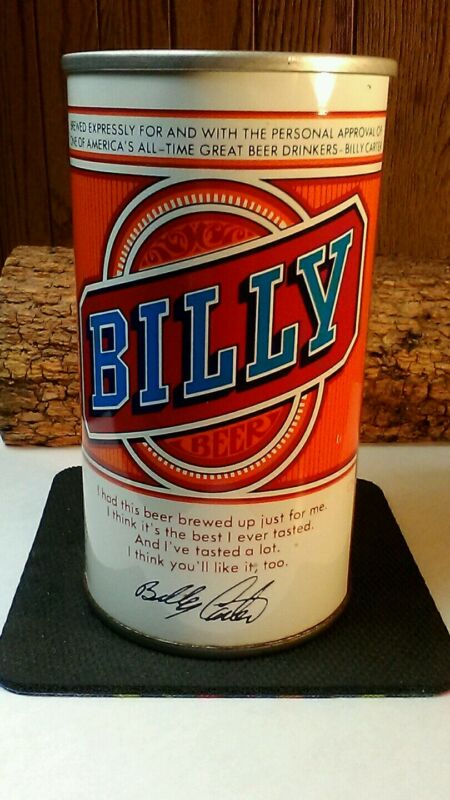 BREWED EXPRESSLY FOR AND WITH THE PERSONAL APPROVAL OF
ONE OF AMERICA'S ALL-TIME GREAT BEER DRINKERS-BILLY CARTER
BILLY
BEER
I had this beer brewed up just for me.
I think it's the best I ever tasted.
And I've tasted a lot.
I think you'll like it, too.
Billy Carter